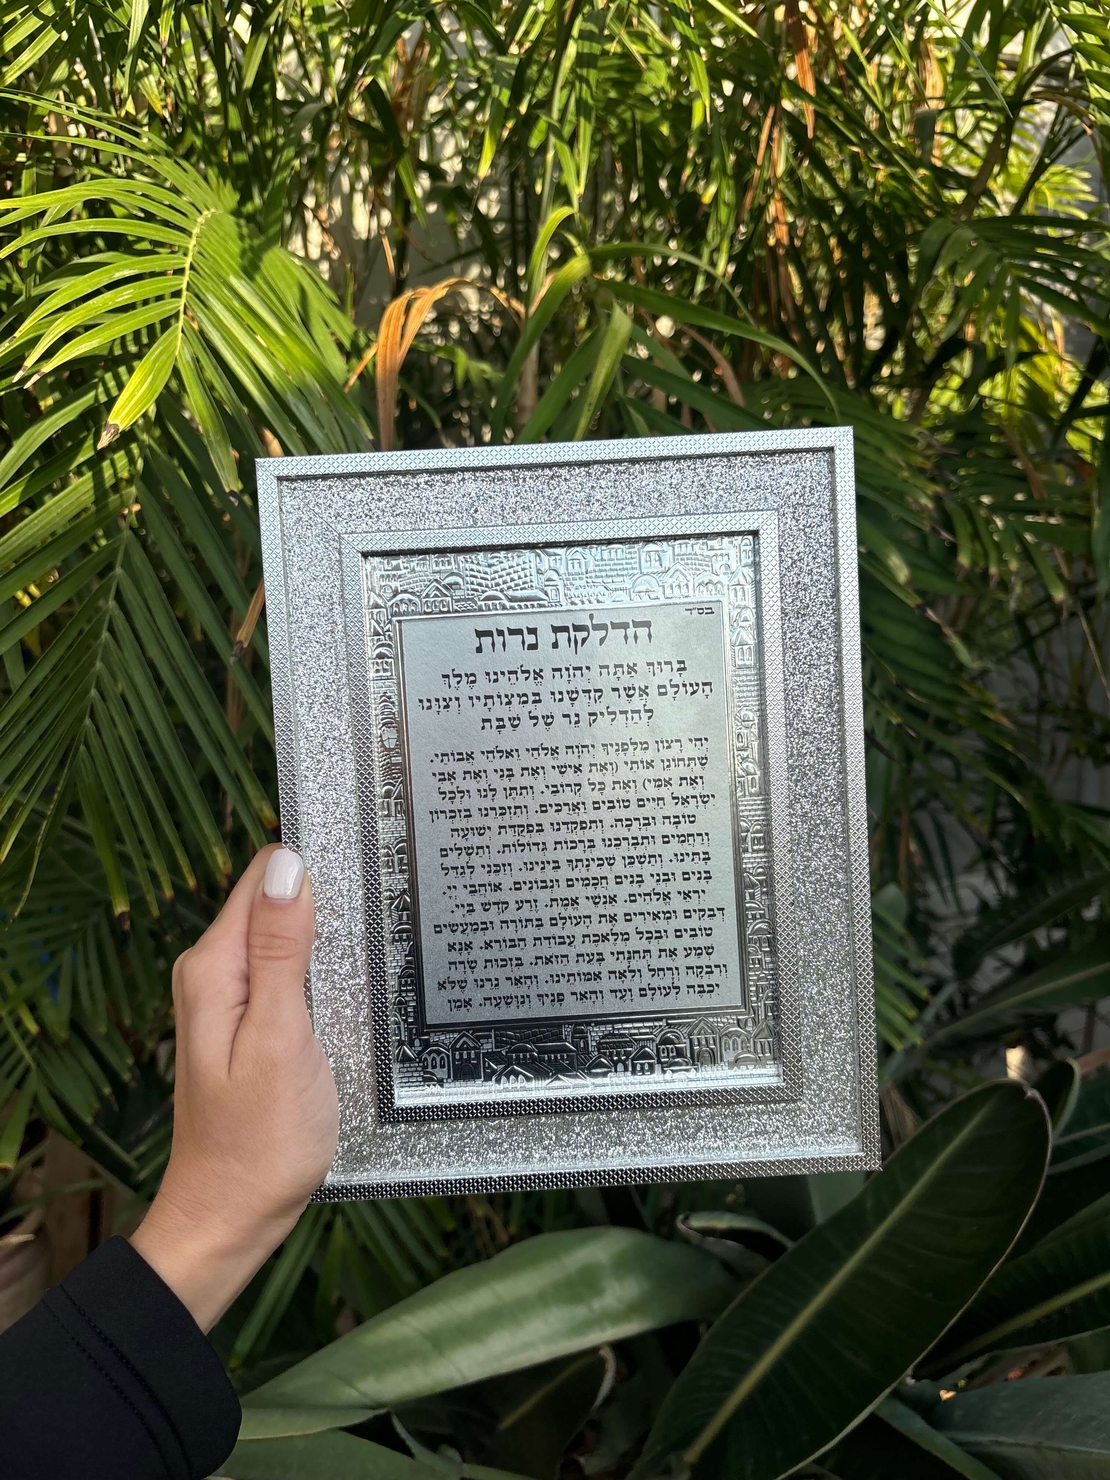 בס"ד
הדלקת נרות
בָּרוּךְ אַתָּה יְהֹוָה אֱלֹהֵינוּ מֶלֶךְ
הָעוֹלָם אֲשֶׁר קִדְּשָׁנוּ בְּמִצְוֹתָיו וְצִוָּנוּ
לְהַדְלִיק נֵר שֶׁל שַׁבָּת
יְהִי רָצוֹן מִלְּפָנֶיךָ יְהֹוָה אֱלֹהַי וֵאלֹהֵי אֲבוֹתַי.
שֶׁתְּחוֹנֵן אוֹתִי (וְאֶת אִישִׁי וְאֶת בָּנַי וְאֶת אָבִי
וְאֶת אִמִּי) וְאֶת כָּל קְרוֹבַי. וְתִתֵּן לָנוּ וּלְכָל
יִשְׂרָאֵל חַיִּים טוֹבִים וַאֲרֻכִּים. וְתִזְכְּרֵנוּ בְּזִכְרוֹן
טוֹבָה וּבְרָכָה. וְתִפְקְדֵנוּ בִּפְקֻדַּת יְשׁוּעָה
וְרַחֲמִים וּתְבָרְכֵנוּ בְּרָכוֹת גְּדוֹלוֹת. וְתַשְׁלִים
בָּתֵּינוּ. וְתַשְׁכֵּן שְׁכִינָתְךָ בֵּינֵינוּ. וְזַכֵּנִי לְגַדֵּל
בָּנִים וּבְנֵי בָנִים חֲכָמִים וּנְבוֹנִים. אוֹהֲבֵי יְיָ.
יִרְאֵי אֱלֹהִים. אַנְשֵׁי אֱמֶת. זֶרַע קֹדֶשׁ בַּיְיָ.
דְּבֵקִים וּמְאִירִים אֶת הָעוֹלָם בַּתּוֹרָה וּבְמַעֲשִׂים
טוֹבִים וּבְכָל מְלֶאכֶת עֲבוֹדַת הַבּוֹרֵא. אָנָּא
שְׁמַע אֶת תְּחִנָּתִי בָּעֵת הַזֹּאת. בִּזְכוּת שָׂרָה
וְרִבְקָה וְרָחֵל וְלֵאָה אִמּוֹתֵינוּ. וְהָאֵר נֵרֵנוּ שֶׁלֹּא
יִכְבֶּה לְעוֹלָם וָעֶד וְהָאֵר פָּנֶיךָ וְנִוָּשֵׁעָה. אָמֵן